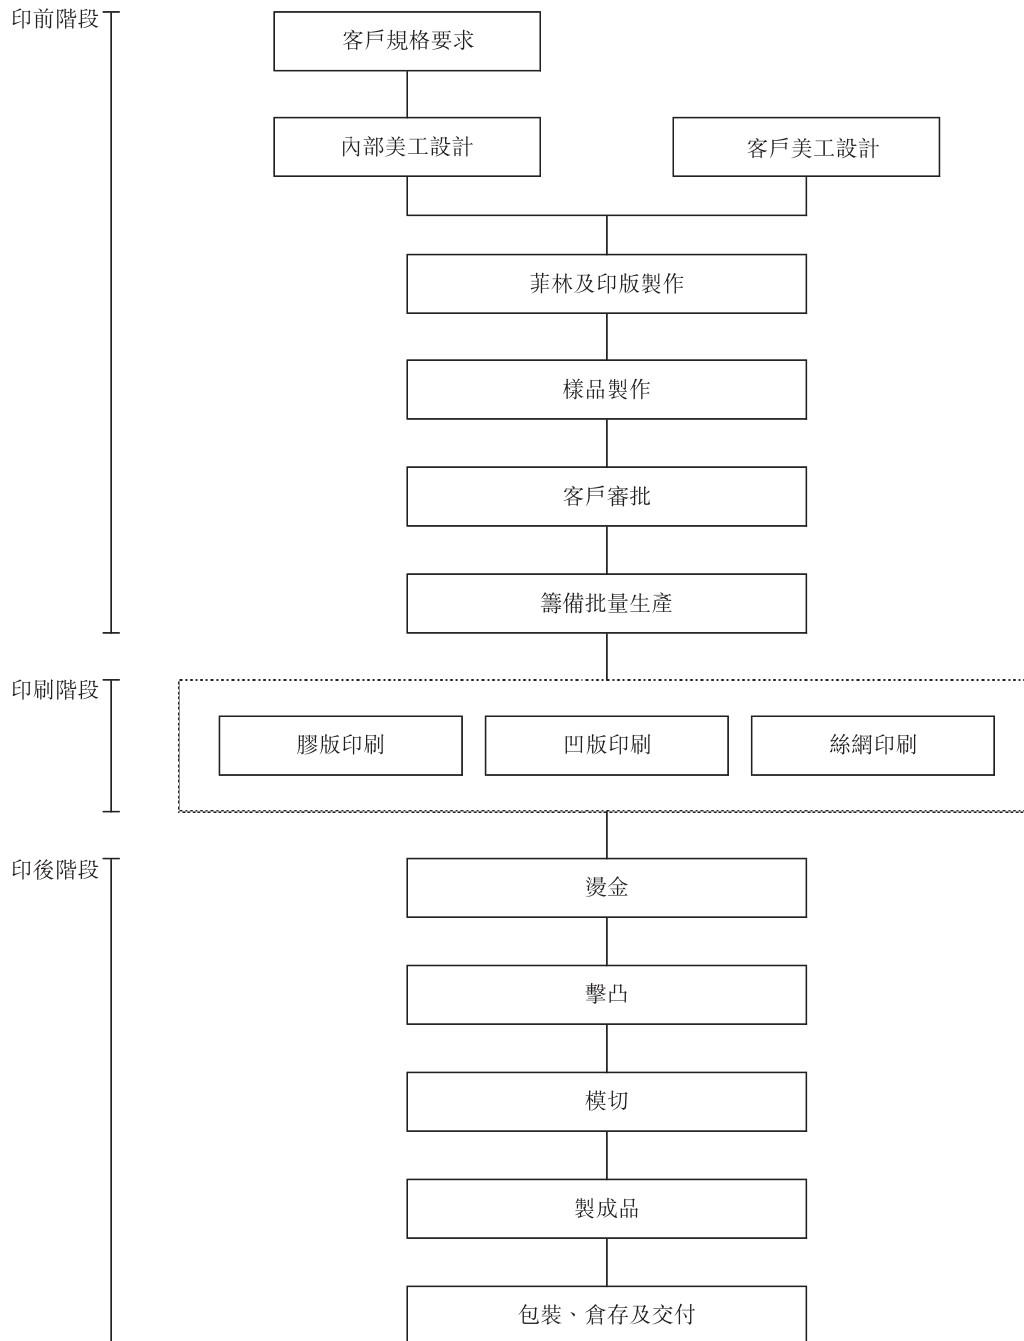 印前階段
客戶規格要求
內部美工設計
客戶美工設計
菲林及印版製作
樣品製作
客戶審批
籌備批量生產
印刷階段
膠版印刷
凹版印刷
絲網印刷
印後階段
燙金
擊凸
模切
製成品
包裝、倉存及交付